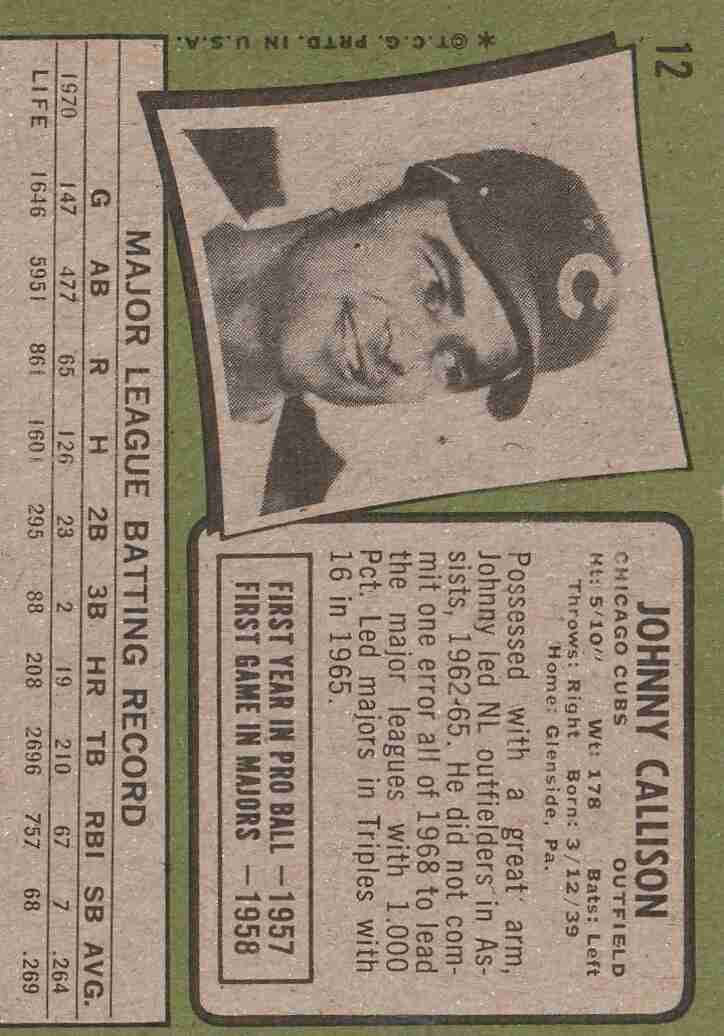 12
JOHNNY CALLISON
CHICAGO CUBS OUTFIELD
Ht: 5/10" Wt: 178 Bats: Left
Throws: Right Born: 3/12/39
Home: Glenside, Pa.
Possessed with a great arm,
Johnny led NL outfielders in As-
sists, 1962-65. He did not com-
mit one error all of 1968 to lead
the major leagues with 1.000
Pct. Led majors in Triples with
16 in 1965.
FIRST YEAR IN PRO BALL — 1957
FIRST GAME IN MAJORS — 1958
C
*©T.C.G. PRTD. IN U.S.A.
MAJOR LEAGUE BATTING RECORD
G AB R H 2B 3B HR TB RBI SB AVG.
1970 147 477 65 126 23 2 19 210 67 7 .264
LIFE 1646 5951 861 1601 295 88 208 2696 757 68 .269